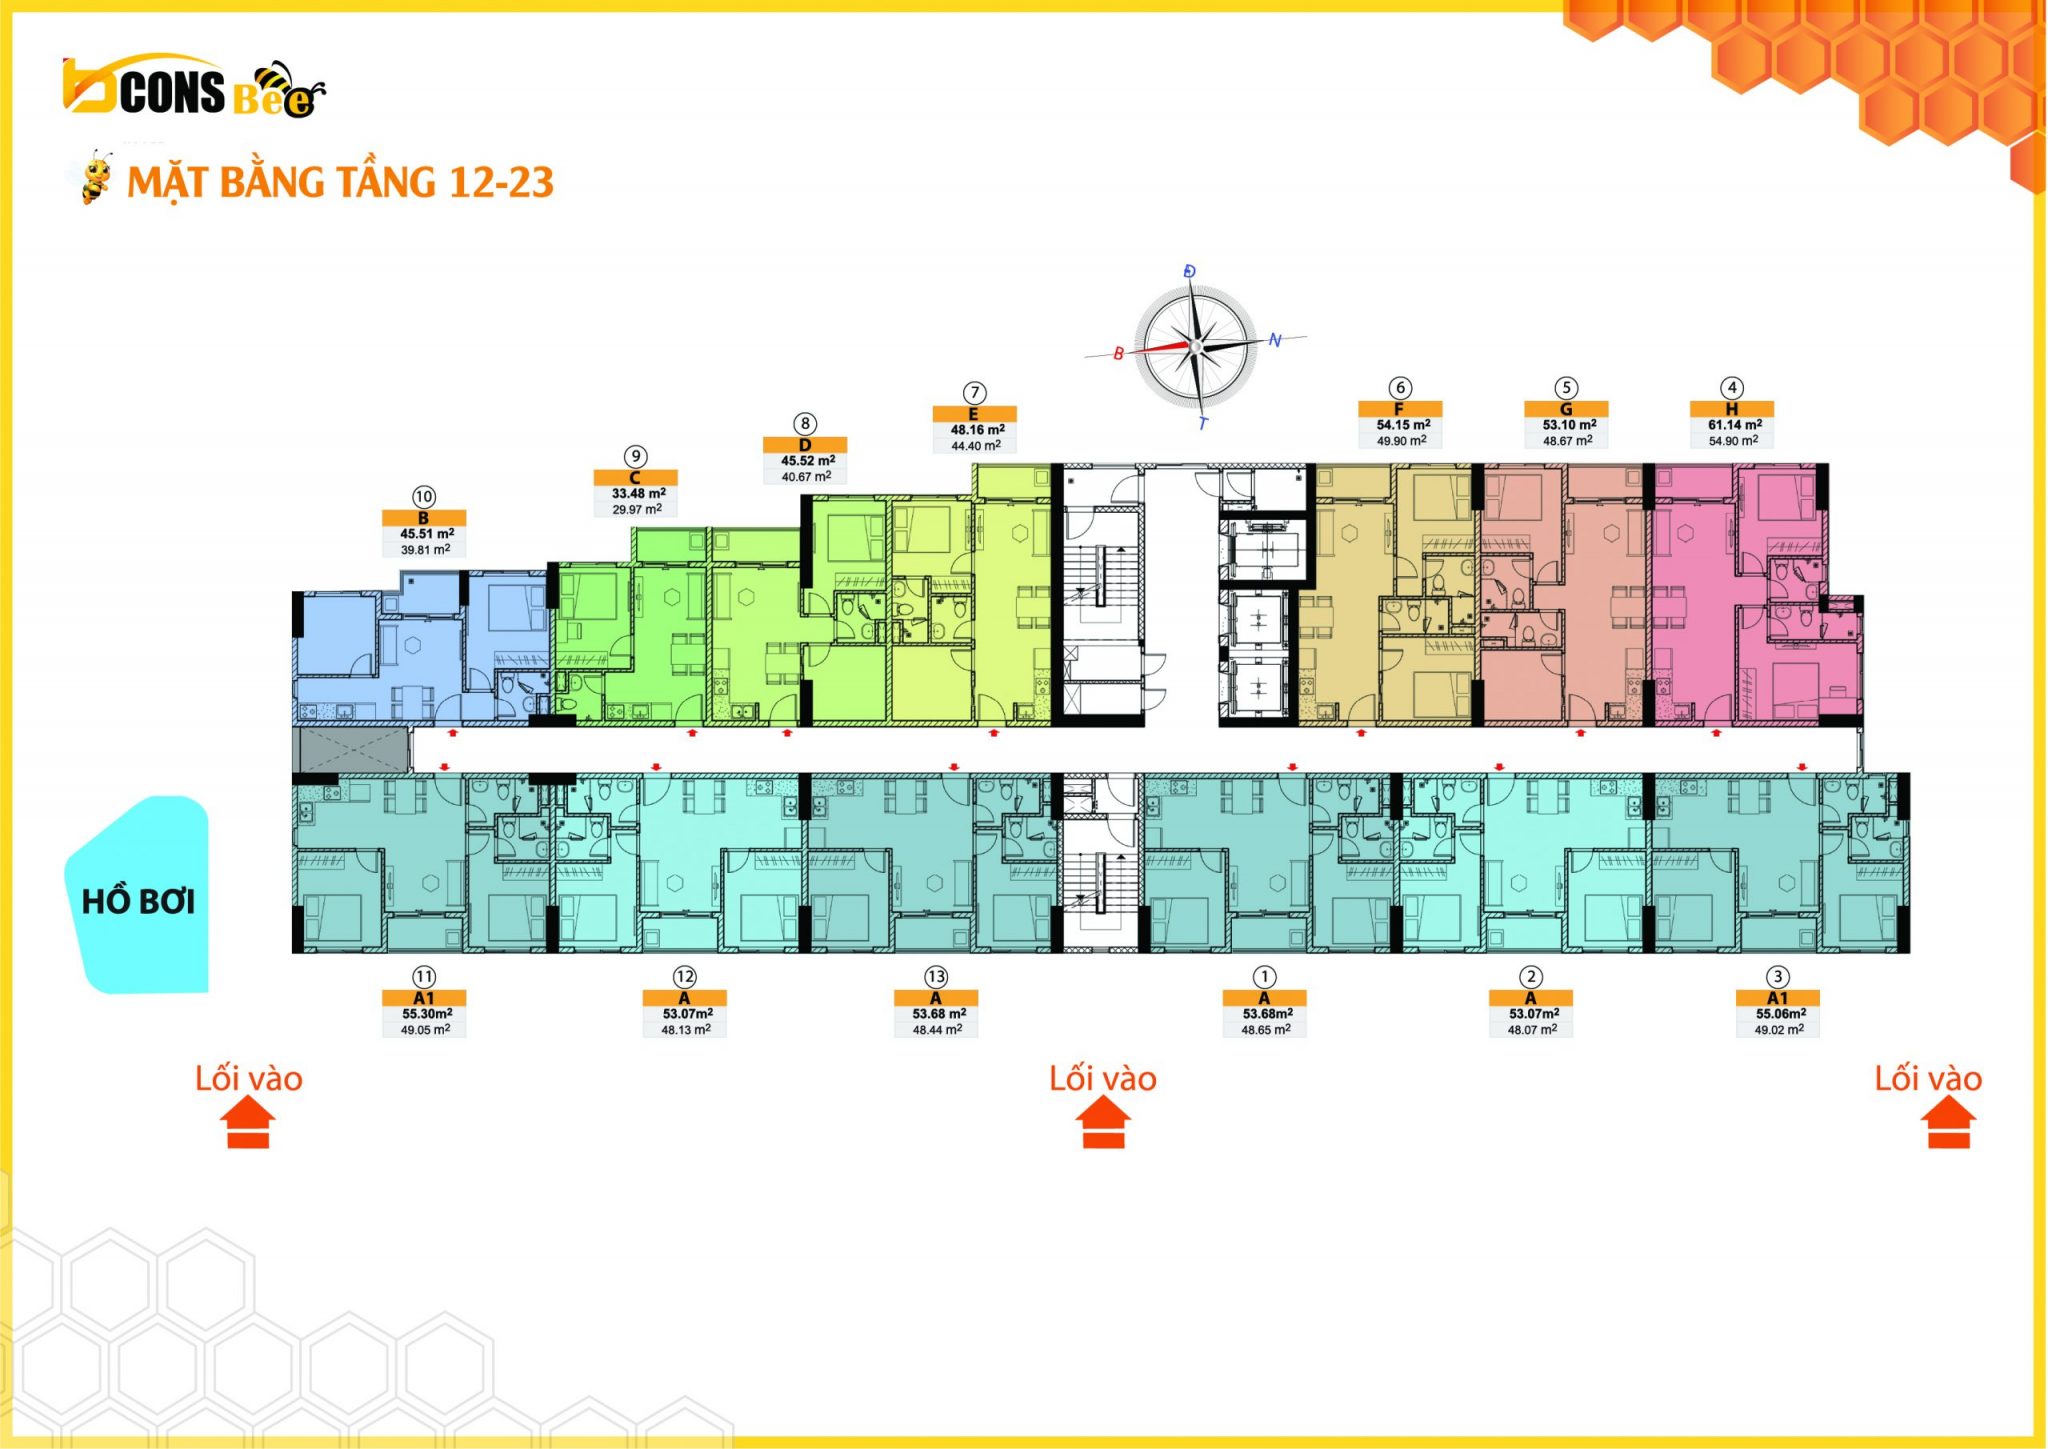 bCONS Bee
MẶT BẰNG TẦNG 12-23
Đ
B
N
T
7
E
48.16 m²
44.40 m²
6
F
54.15 m²
49.90 m²
5
G
53.10 m²
48.67 m²
4
H
61.14 m²
54.90 m²
8
D
45.52 m²
40.67 m²
9
C
33.48 m²
29.97 m²
10
B
45.51 m²
39.81 m²
HỒ BƠI
11
A1
55.30m²
49.05 m²
12
A
53.07m²
48.13 m²
13
A
53.68 m²
48.44 m²
1
A
53.68m²
48.65 m²
2
A
53.07m²
48.07 m²
3
A1
55.06m²
49.02 m²
Lối vào
Lối vào
Lối vào